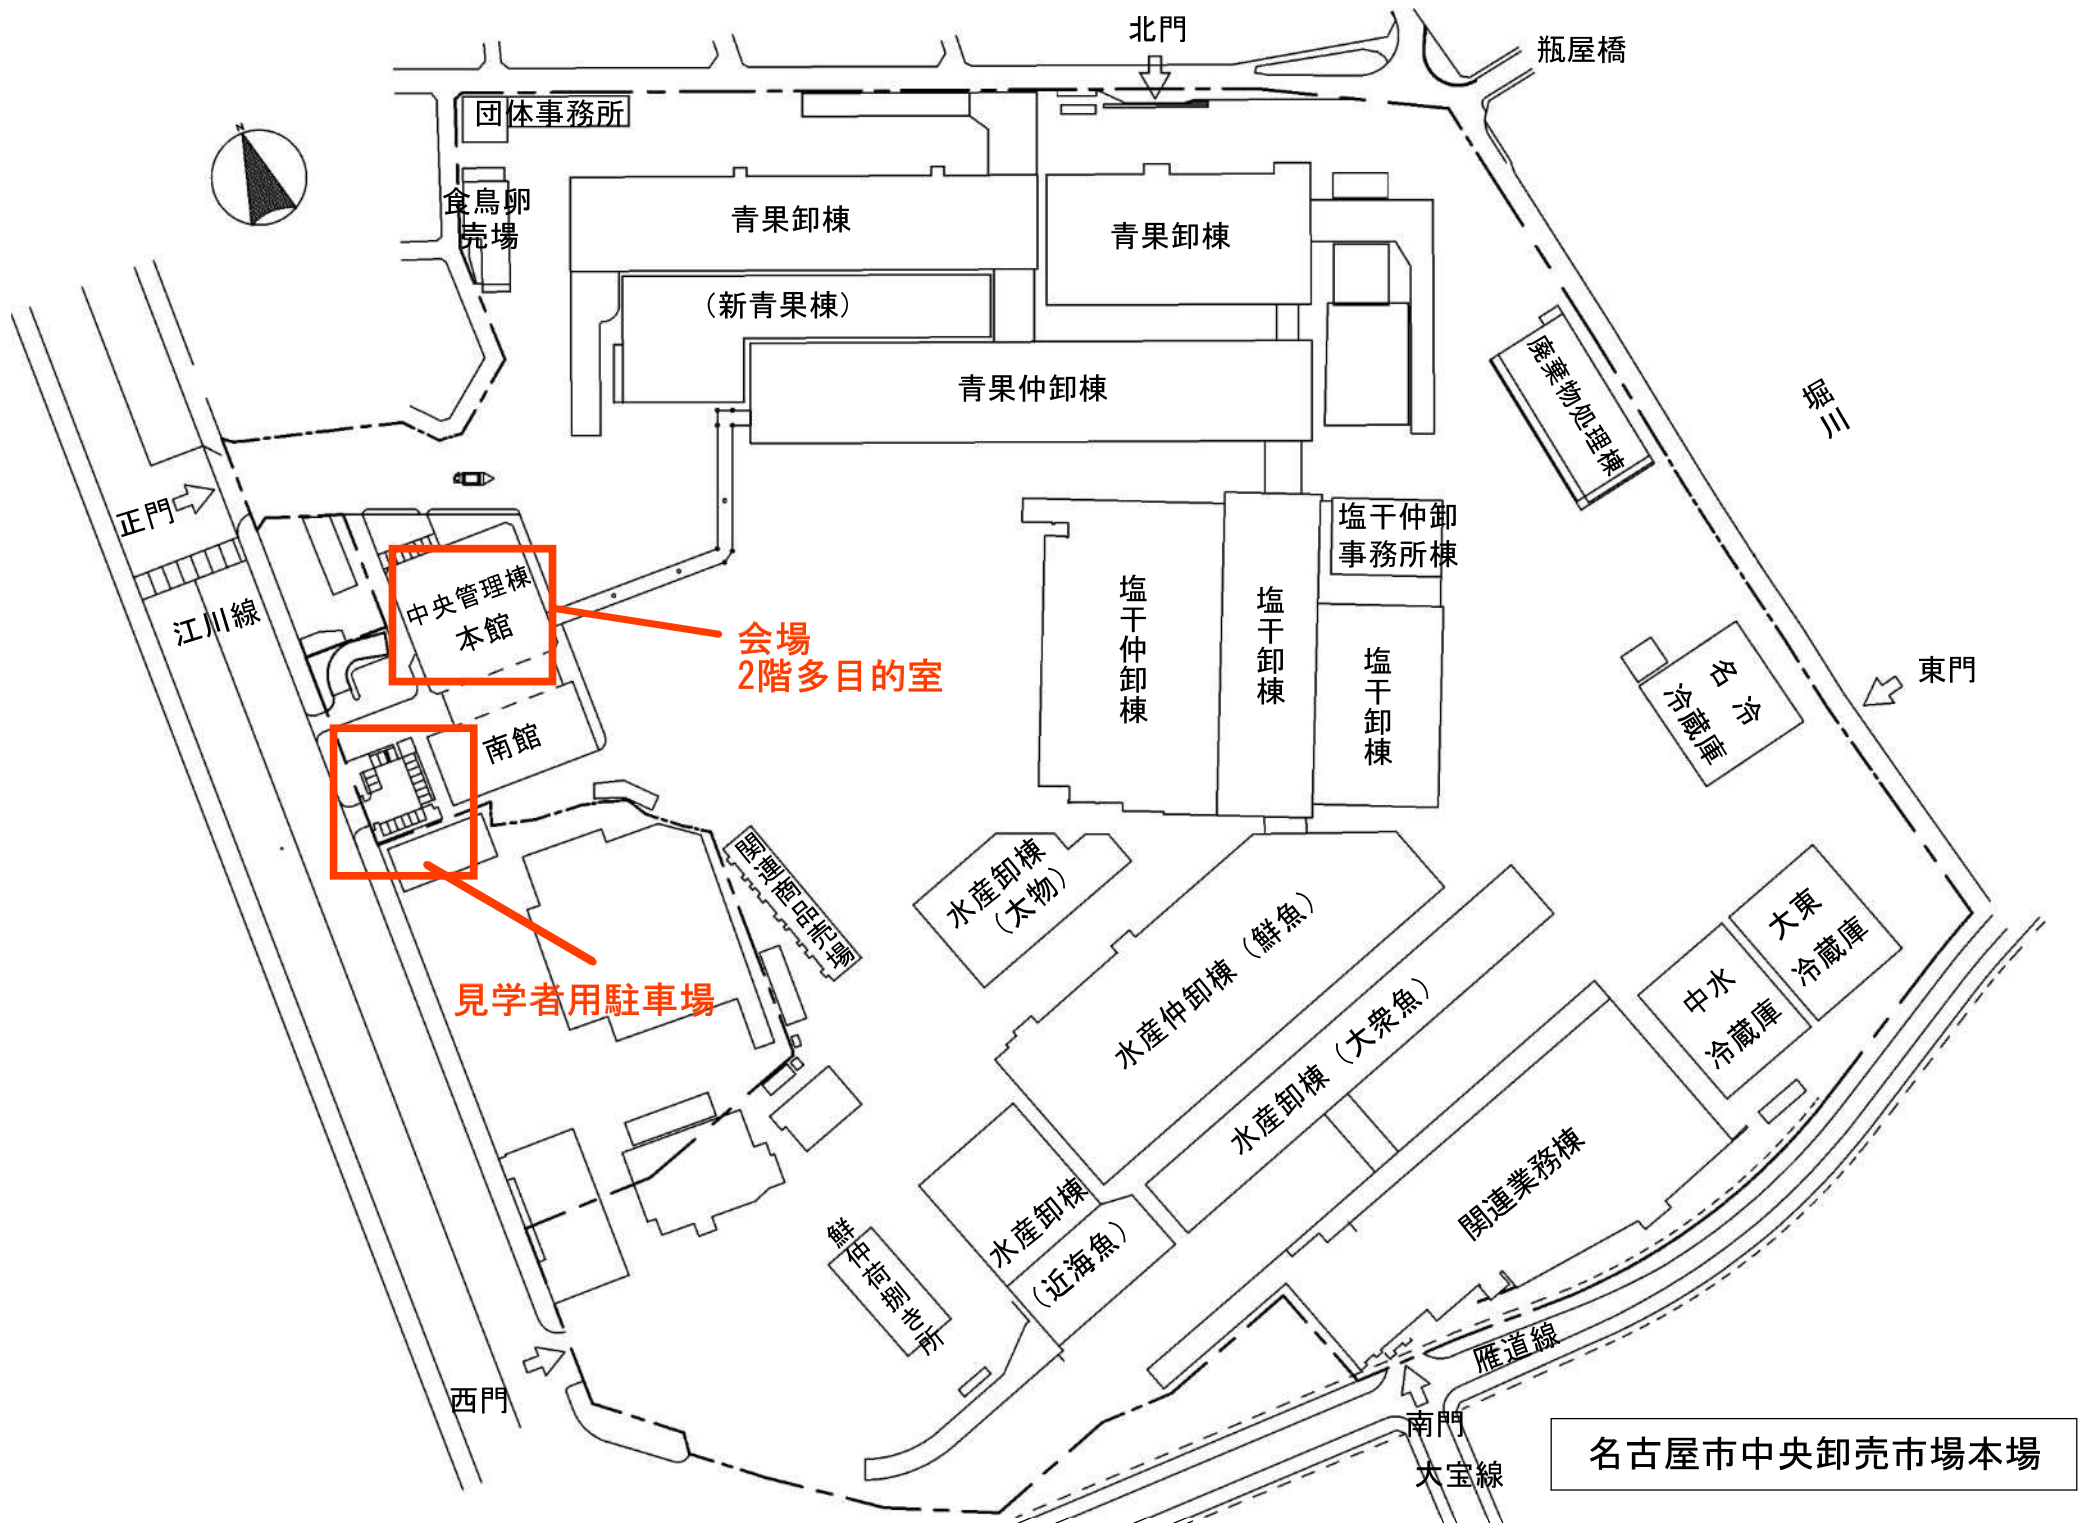 北門
瓶屋橋
N
団体事務所
食鳥卵
売場
青果卸棟
青果卸棟
（新青果棟）
青果仲卸棟
廃棄物処理棟
堀川
正門
江川線
中央管理棟
本館
会場
2階多目的室
南館
塩干仲卸
事務所棟
塩干仲卸棟
塩干卸棟
塩干卸棟
名冷
冷蔵庫
東門
関連商品売場
見学者用駐車場
水産卸棟
（太物）
水産仲卸棟（鮮魚）
水産卸棟（大衆魚）
大東
冷蔵庫
中水
冷蔵庫
関連業務棟
水産卸棟
（近海魚）
鮮仲荷捌き所
西門
雁道線
南門
大宝線
名古屋市中央卸売市場本場